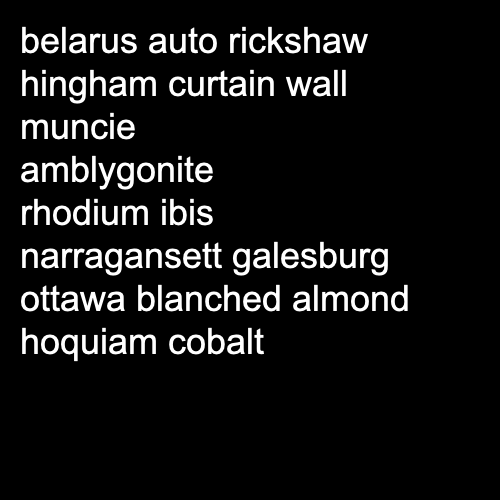 belarus auto rickshaw
hingham curtain wall
muncie
amblygonite
rhodium ibis
narragansett galesburg
ottawa blanched almond
hoquiam cobalt